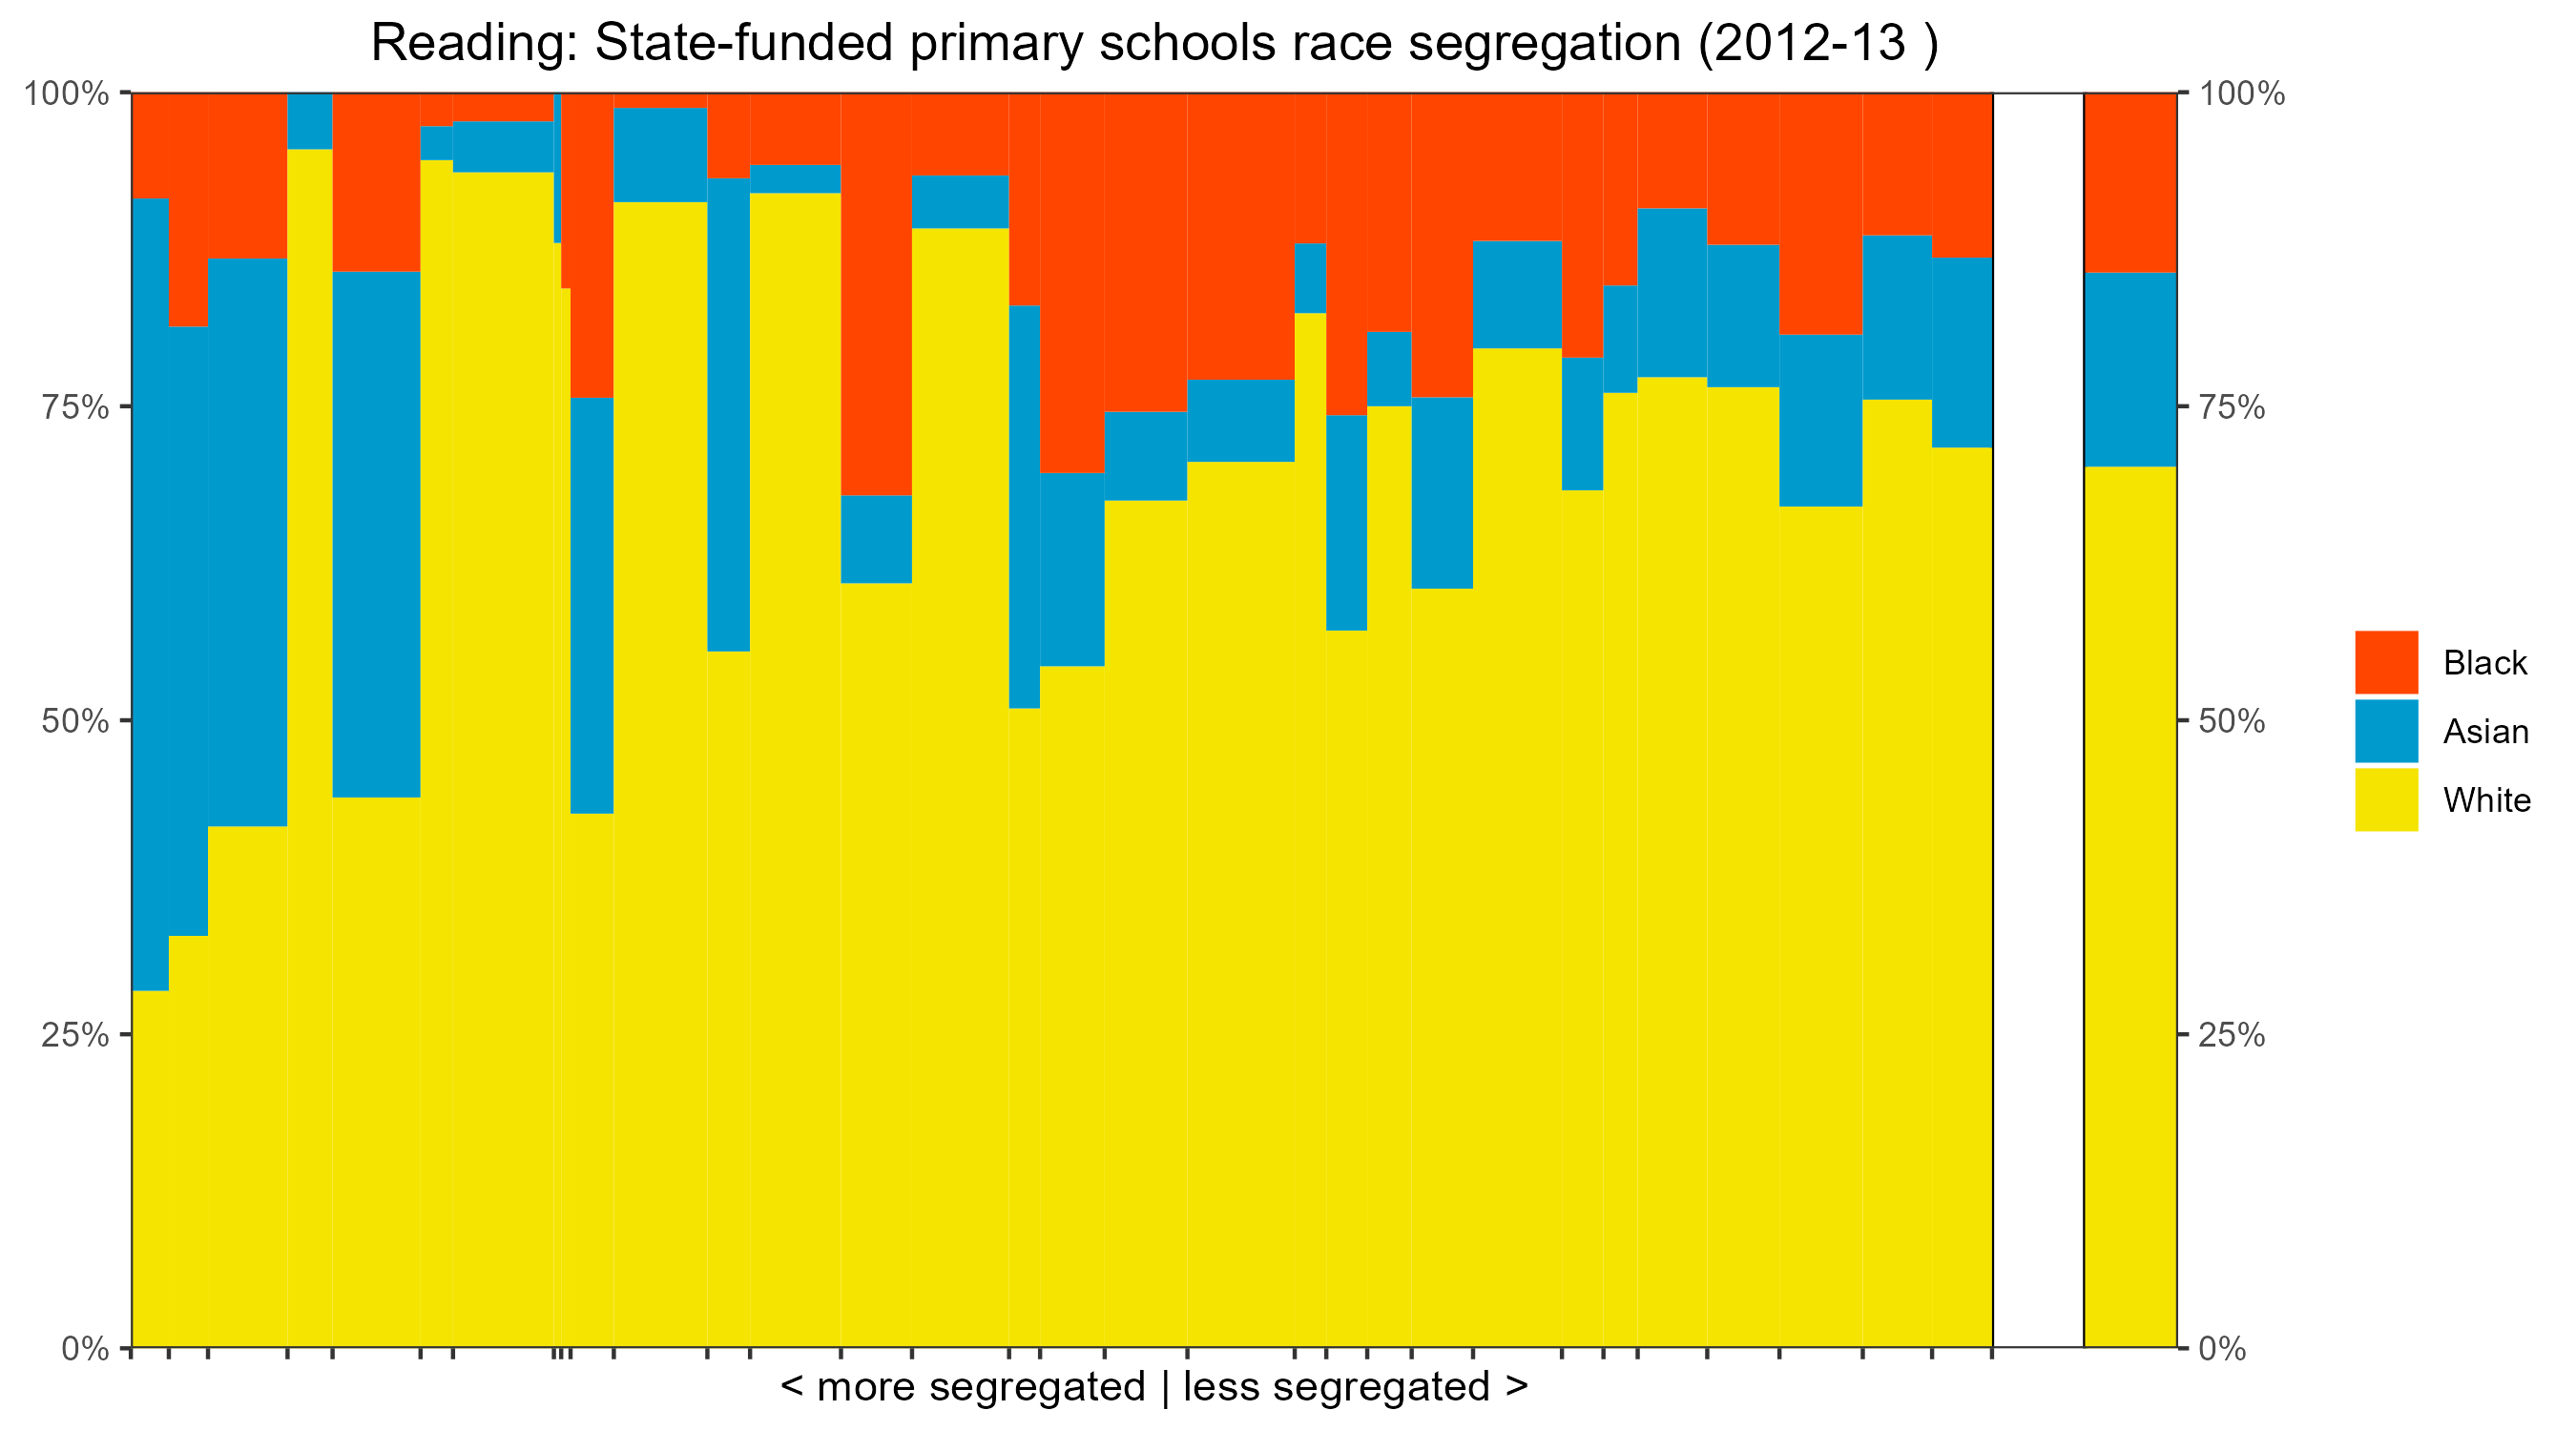 Reading: State-funded primary schools race segregation (2012-13 )
100%
75%
50%
25%
0%
100%
75%
50%
25%
0%
Black
Asian
White
< more segregated | less segregated >